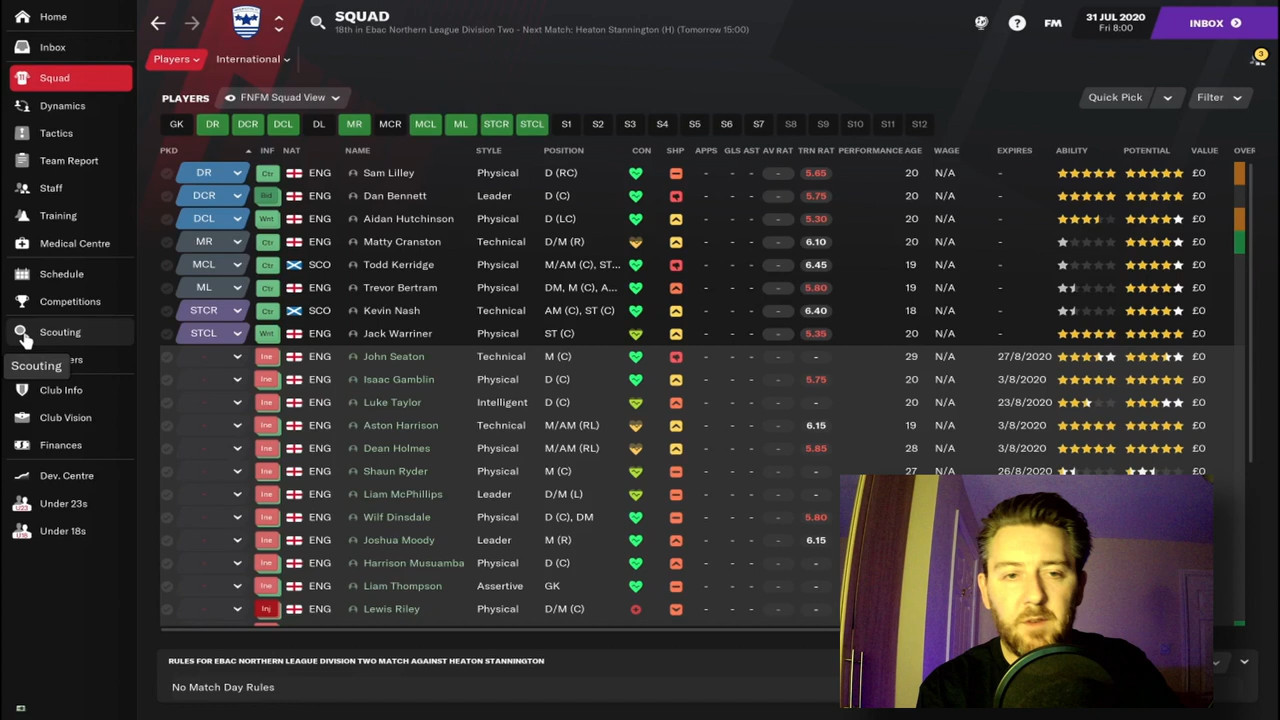 Home
SQUAD
18th in Ebac Northern League Division Two - Next Match: Heaton Stannington (H) (Tomorrow 15:00)
FM
31 JUL 2020
Fri 8:00
INBOX
Inbox
Squad
Dynamics
Tactics
Team Report
Staff
Training
Medical Centre
Schedule
Competitions
Scouting
Scouting
Club Info
Club Vision
Finances
Dev. Centre
U23 Under 23s
U18 Under 18s
Players
International
3
PLAYERS
FNFM Squad View
Quick Pick
Filter
GK DR DCR DCL DL MR MCR MCL ML STCR STCL S1 S2 S3 S4 S5 S6 S7 S8 S9 S10 S11 S12
PKD INF NAT NAME STYLE POSITION CON SHP APPS GLS AST AV RAT TRN RAT PERFORMANCE AGE WAGE EXPIRES ABILITY POTENTIAL VALUE OVER
DR Ctr ENG Sam Lilley Physical D (RC) - - - - 5.65 20 N/A - £0
DCR Bid ENG Dan Bennett Leader D (C) - - - - 5.75 20 N/A - £0
DCL Wnt ENG Aidan Hutchinson Physical D (LC) - - - - 5.30 20 N/A - £0
MR Ctr ENG Matty Cranston Technical D/M (R) - - - - 6.10 20 N/A - £0
MCL Ctr SCO Todd Kerridge Physical M/AM (C), ST... - - - - 6.45 19 N/A - £0
ML Ctr ENG Trevor Bertram Physical DM, M (C), A... - - - - 5.80 19 N/A - £0
STCR Ctr SCO Kevin Nash Physical AM (C), ST (C) - - - - 6.40 18 N/A - £0
STCL Wnt ENG Jack Warriner Physical ST (C) - - - - 5.35 20 N/A - £0
- Ine ENG John Seaton Technical M (C) - - - - - 29 N/A 27/8/2020 £0
- Ine ENG Isaac Gamblin Physical D (C) - - - - 5.75 20 N/A 3/8/2020 £0
- Ine ENG Luke Taylor Intelligent D (C) - - - - - 20 N/A 23/8/2020 £0
- Ine ENG Aston Harrison Technical M/AM (RL) - - - - 6.15 19 N/A 3/8/2020 £0
- Ine ENG Dean Holmes Physical M/AM (RL) - - - - 5.85 28 N/A 3/8/2020 £0
- Ine ENG Shaun Ryder Physical M (C) - - - - - 27 N/A 26/8/2020 £0
- Ine ENG Liam McPhillips Leader D/M (L) - - - - -
- Ine ENG Wilf Dinsdale Physical D (C), DM - - - - 5.80
- Ine ENG Joshua Moody Leader M (R) - - - - 6.15
- Ine ENG Harrison Musuamba Physical D (C) - - - - -
- Ine ENG Liam Thompson Assertive GK - - - - -
- Inj ENG Lewis Riley Physical D/M (C) - - - - -
RULES FOR EBAC NORTHERN LEAGUE DIVISION TWO MATCH AGAINST HEATON STANNINGTON
No Match Day Rules